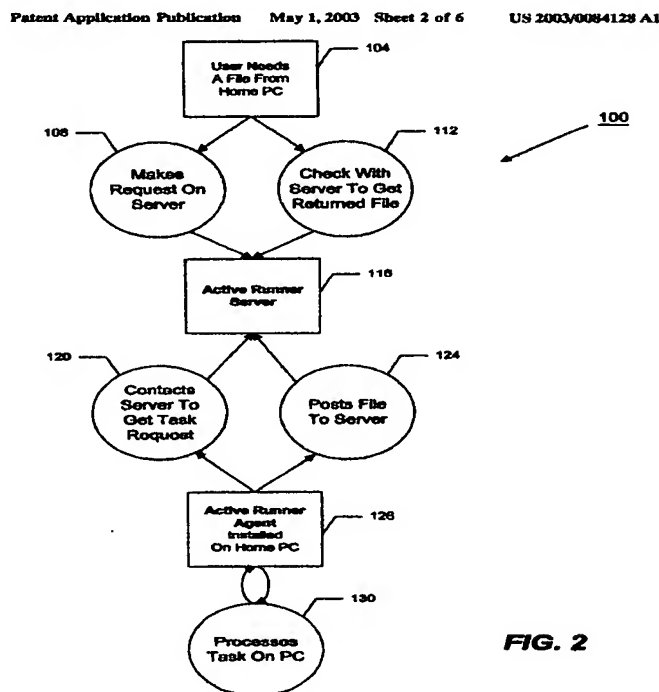 Patent Application Publication May 1, 2003 Sheet 2 of 6 US 2003/0084128 A1
User Needs
A File From
Home PC
104
100
108
112
Makes
Request On
Server
Check With
Server To Get
Returned File
Active Runner
Server
116
120
124
Contacts
Server To
Get Task
Request
Posts File
To Server
Active Runner
Agent
Installed
On Home PC
126
130
Processes
Task On PC
FIG. 2